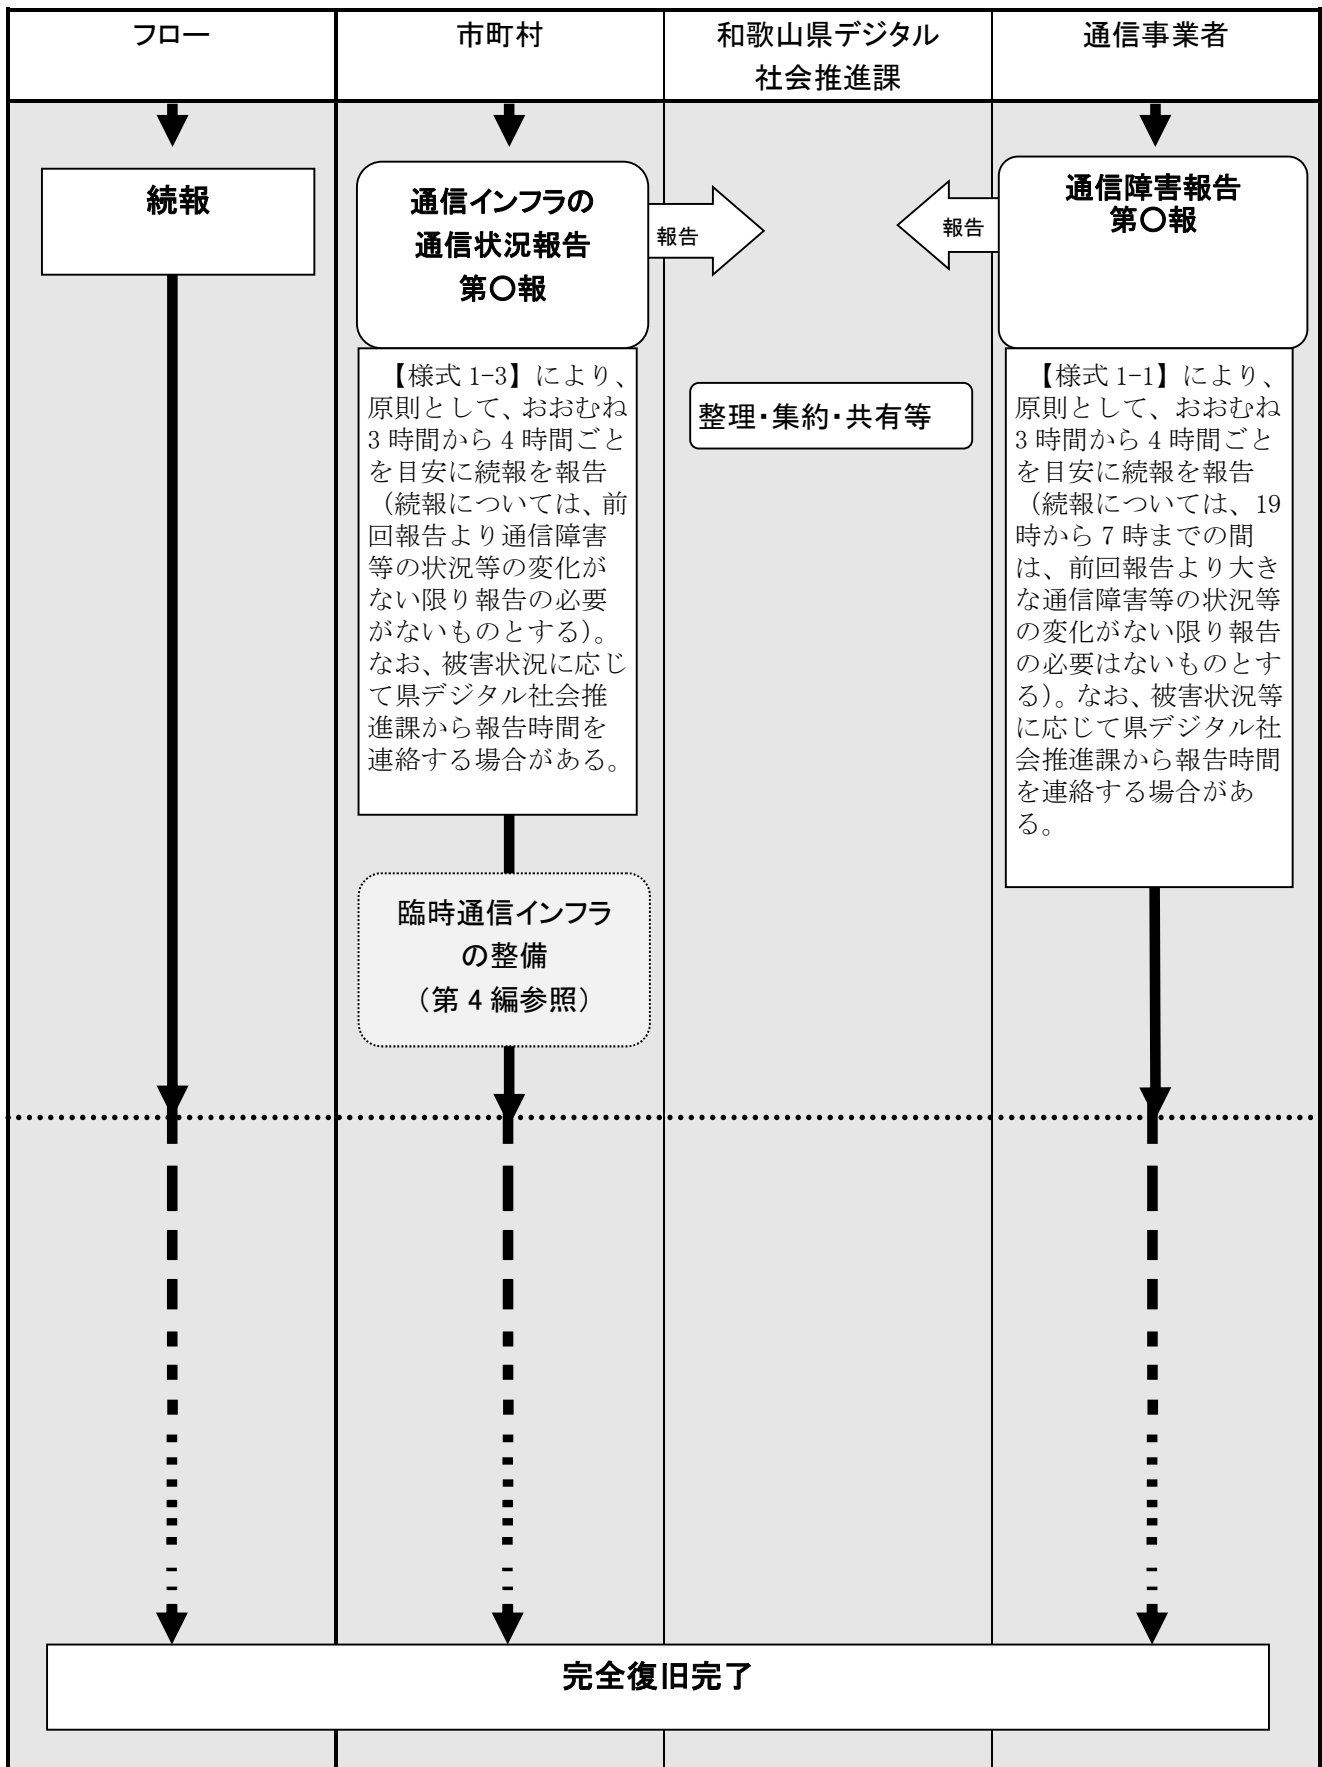 フロー
市町村
和歌山県デジタル
社会推進課
通信事業者
続報
通信インフラの
通信状況報告
第〇報
報告
報告
通信障害報告
第〇報
【様式 1-3】により、
原則として、おおむね
3 時間から 4 時間ごと
を目安に続報を報告
（続報については、前
回報告より通信障害
等の状況等の変化が
ない限り報告の必要
がないものとする）。
なお、被害状況に応じ
て県デジタル社会推
進課から報告時間を
連絡する場合がある。
整理・集約・共有等
【様式 1-1】により、
原則として、おおむね
3 時間から 4 時間ごと
を目安に続報を報告
（続報については、19
時から 7 時までの間
は、前回報告より大き
な通信障害等の状況等
の変化がない限り報告
の必要はないものとす
る）。なお、被害状況等
に応じて県デジタル社
会推進課から報告時間
を連絡する場合があ
る。
臨時通信インフラ
の整備
（第 4 編参照）
完全復旧完了